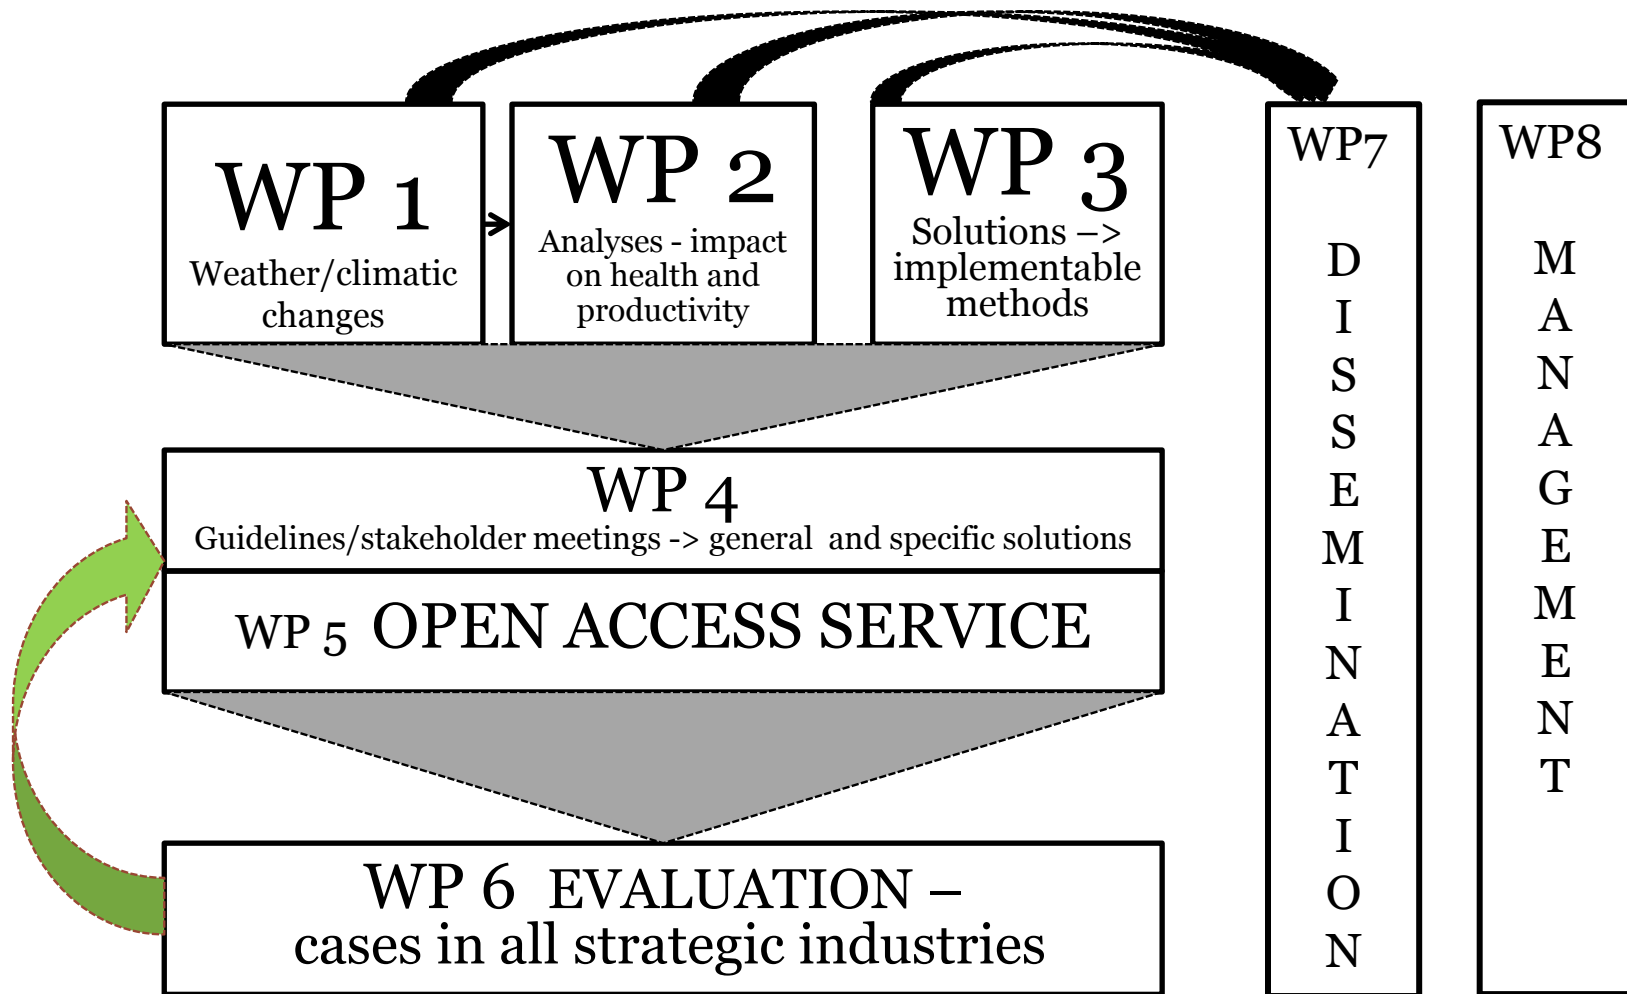 WP 1
Weather/climatic
changes
WP 2
Analyses - impact
on health and
productivity
WP 3
Solutions –>
implementable
methods
WP 4
Guidelines/stakeholder meetings -> general  and specific solutions
WP 5 OPEN ACCESS SERVICE
WP 6 EVALUATION –
cases in all strategic industries
WP7
D
I
S
S
E
M
I
N
A
T
I
O
N
WP8
M
A
N
A
G
E
M
E
N
T